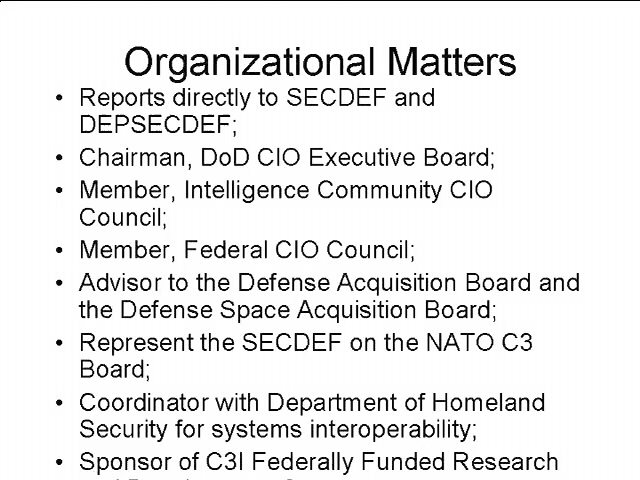 Organizational Matters
• Reports directly to SECDEF and
DEPSECDEF;
• Chairman, DoD CIO Executive Board;
• Member, Intelligence Community CIO
Council;
• Member, Federal CIO Council;
• Advisor to the Defense Acquisition Board and
the Defense Space Acquisition Board;
• Represent the SECDEF on the NATO C3
Board;
• Coordinator with Department of Homeland
Security for systems interoperability;
• Sponsor of C3I Federally Funded Research